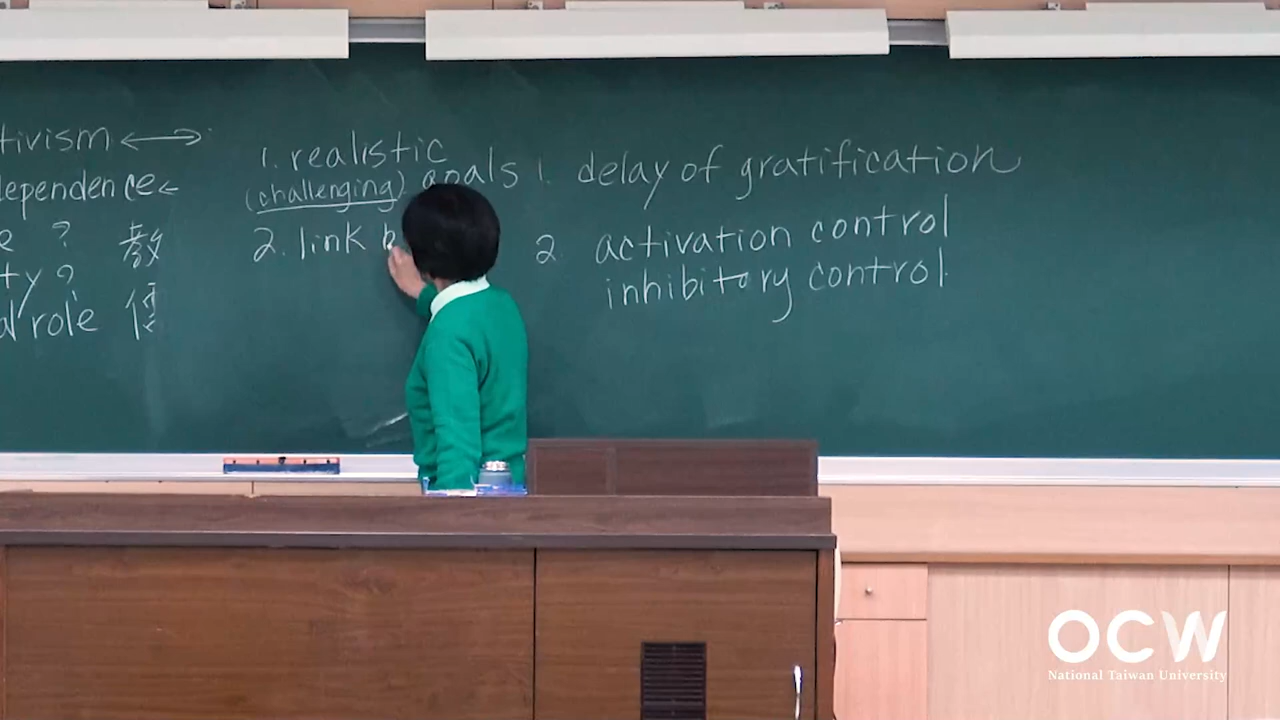 tivism ⟷
dependence←
e ? 教
ty ?
role
1. realistic
(challenging) goals
2. link
1. delay of gratification
2. activation control
inhibitory control
OCW
National Taiwan University